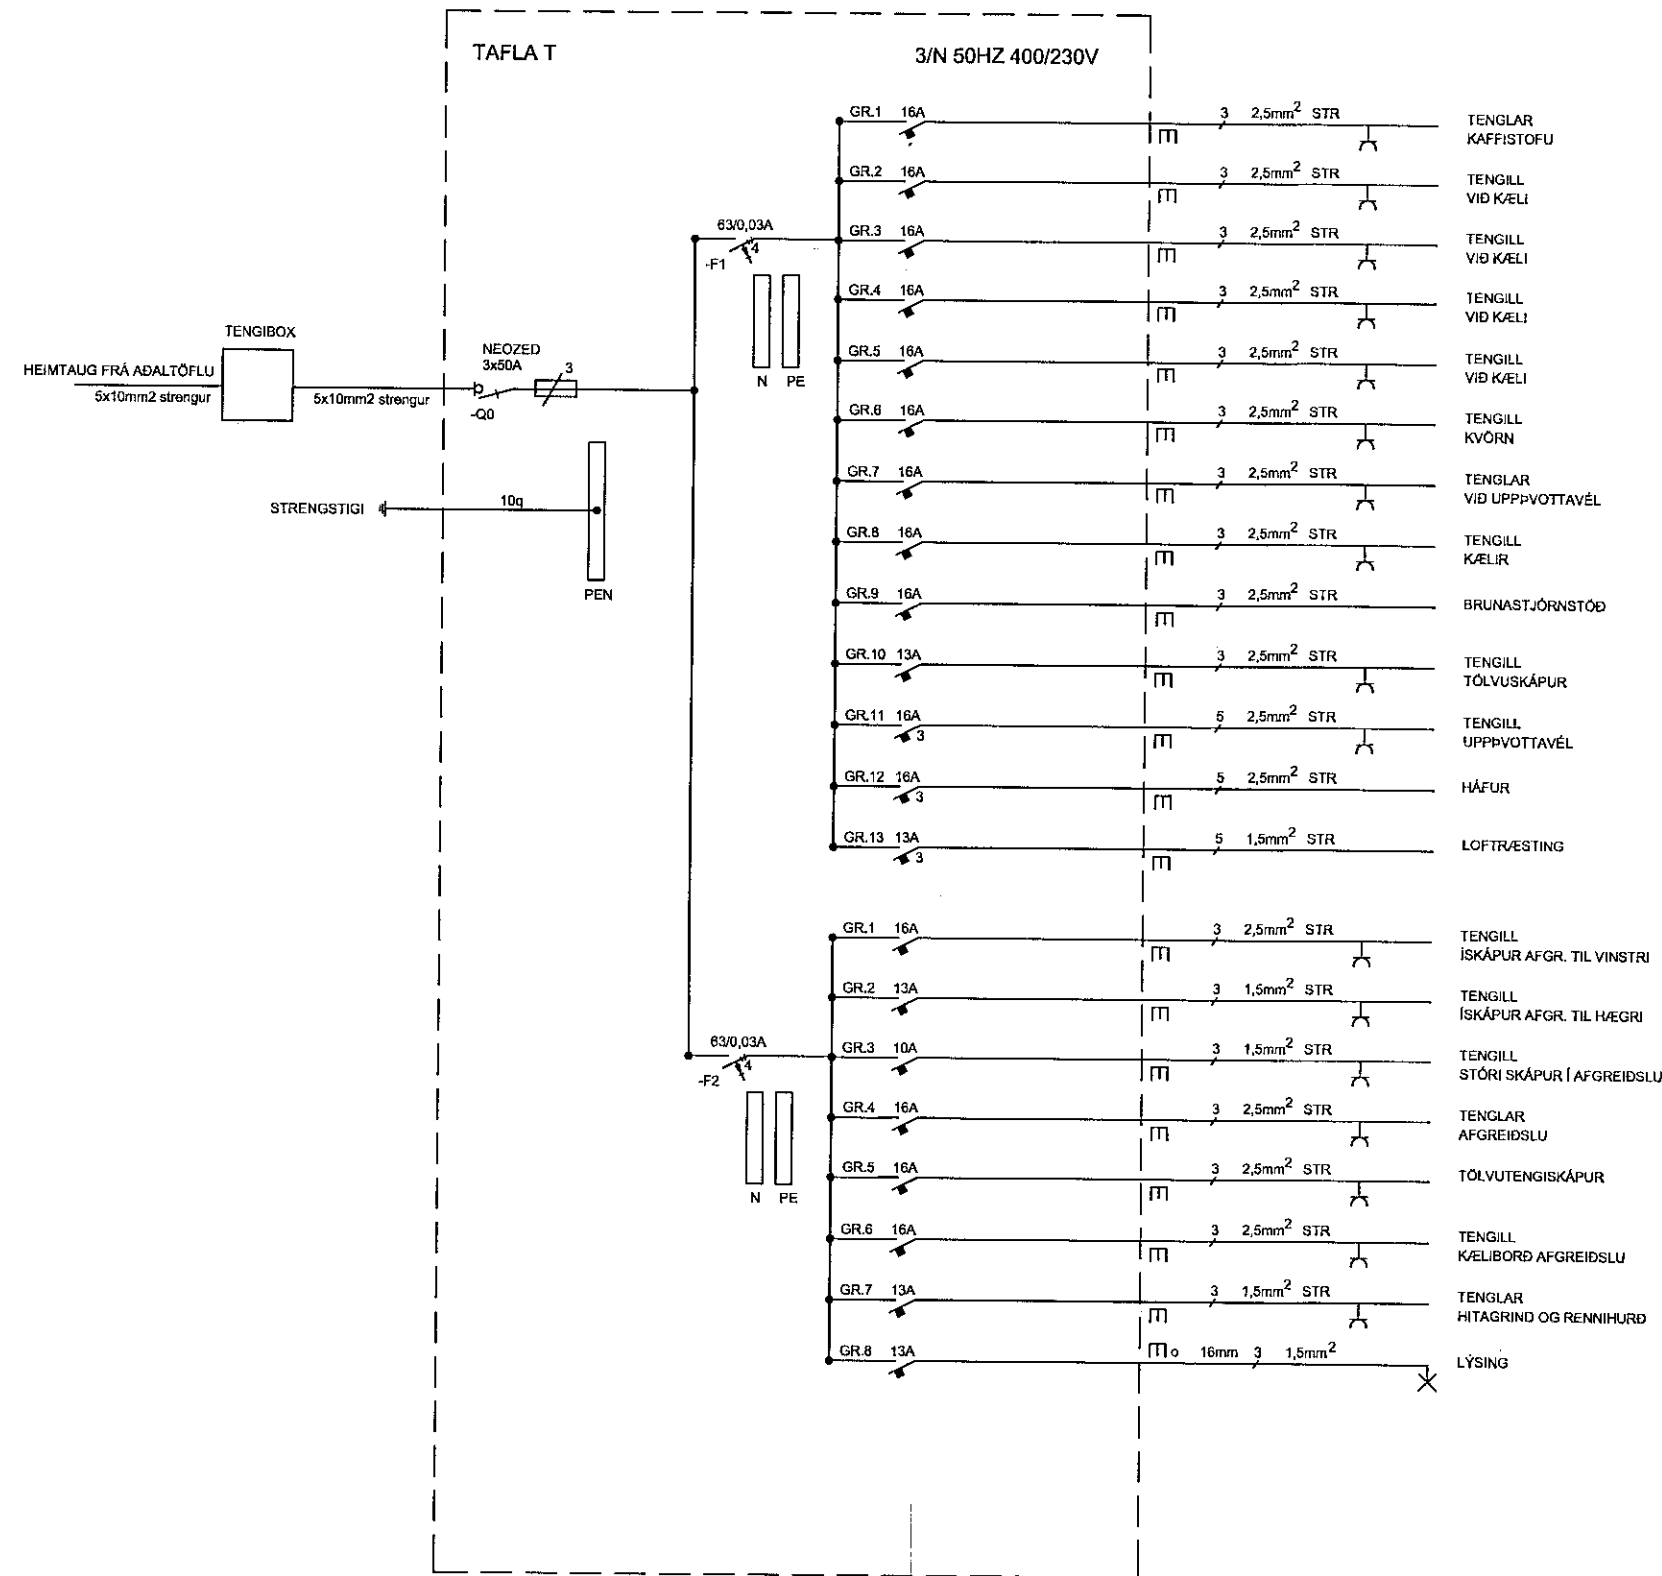 TAFLA T
3/N 50HZ 400/230V
HEIMTAUG FRÁ AÐALTÖFLU
5x10mm2 strengur
TENGIBOX
5x10mm2 strengur
NEOZED
3x50A
3
-Q0
STRENGSTIGI
10q
PEN
63/0,03A
4
-F1
N PE
GR.1 16A 3 2,5mm² STR TENGLAR
KAFFISTOFU
GR.2 16A 3 2,5mm² STR TENGILL
VIÐ KÆLI
GR.3 16A 3 2,5mm² STR TENGILL
VIÐ KÆLI
GR.4 16A 3 2,5mm² STR TENGILL
VIÐ KÆLI
GR.5 16A 3 2,5mm² STR TENGILL
VIÐ KÆLI
GR.6 16A 3 2,5mm² STR TENGILL
KVÖRN
GR.7 16A 3 2,5mm² STR TENGLAR
VIÐ UPPÞVOTTAVÉL
GR.8 16A 3 2,5mm² STR TENGILL
KÆLIR
GR.9 16A 3 2,5mm² STR BRUNASTJÓRNSTÖÐ
GR.10 13A 3 2,5mm² STR TENGILL
TÖLVUSKÁPUR
GR.11 16A 3 5 2,5mm² STR TENGILL
UPPÞVOTTAVÉL
GR.12 16A 3 5 2,5mm² STR HÁFUR
GR.13 13A 3 5 1,5mm² STR LOFTRÆSTING
63/0,03A
4
-F2
N PE
GR.1 16A 3 2,5mm² STR TENGILL
ÍSKÁPUR AFGR. TIL VINSTRI
GR.2 13A 3 1,5mm² STR TENGILL
ÍSKÁPUR AFGR. TIL HÆGRI
GR.3 10A 3 1,5mm² STR TENGILL
STÓRI SKÁPUR Í AFGREIÐSLU
GR.4 16A 3 2,5mm² STR TENGLAR
AFGREIÐSLU
GR.5 16A 3 2,5mm² STR TÖLVUTENGISKÁPUR
GR.6 16A 3 2,5mm² STR TENGILL
KÆLIBORÐ AFGREIÐSLU
GR.7 13A 3 1,5mm² STR TENGLAR
HITAGRIND OG RENNIHURÐ
GR.8 13A o 16mm 3 1,5mm² LÝSING